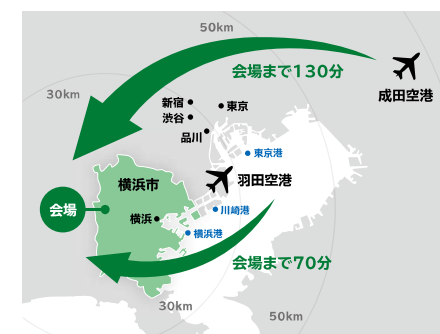 50km
会場まで130分
30km
成田空港
新宿
東京
渋谷
品川
東京港
横浜市
羽田空港
会場
横浜
川崎港
横浜港
会場まで70分
30km
50km